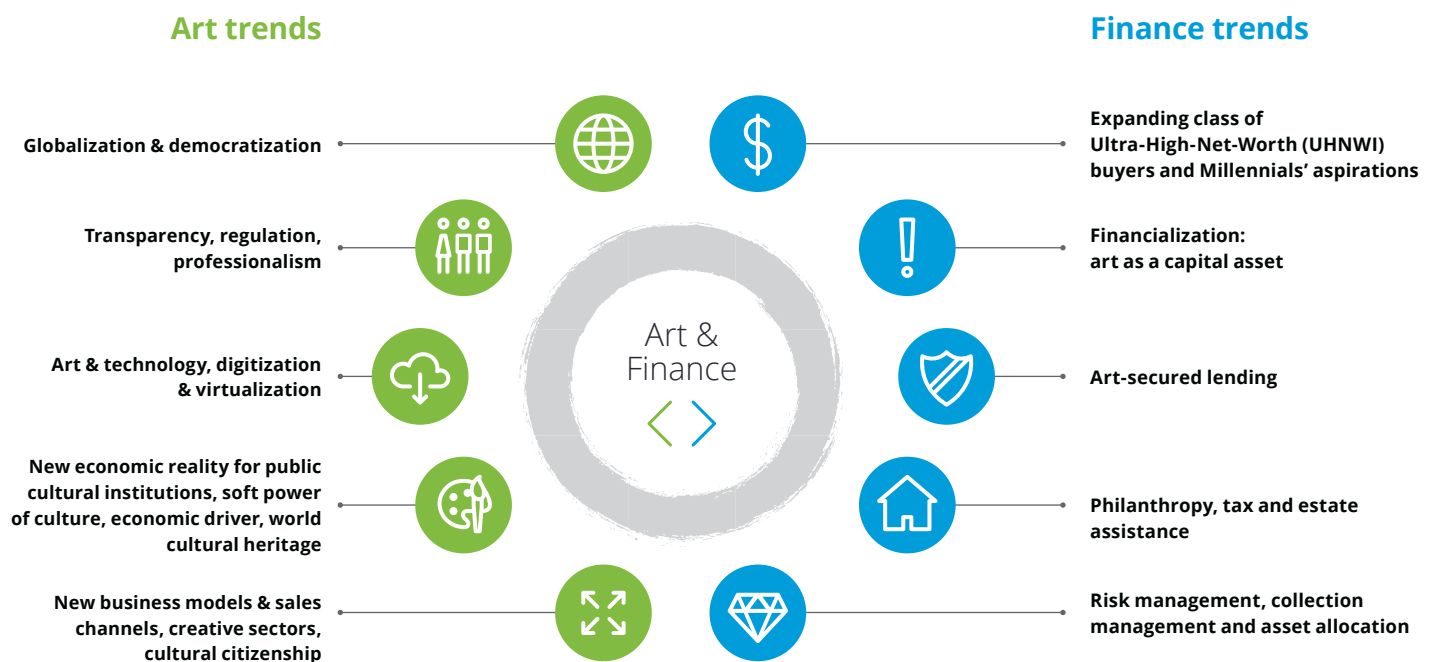 Art trends
Globalization & democratization
Transparency, regulation,
professionalism
Art & technology, digitization
& virtualization
New economic reality for public
cultural institutions, soft power
of culture, economic driver, world
cultural heritage
New business models & sales
channels, creative sectors,
cultural citizenship
Art &
Finance
Finance trends
Expanding class of
Ultra-High-Net-Worth (UHNWI)
buyers and Millennials’ aspirations
Financialization:
art as a capital asset
Art-secured lending
Philanthropy, tax and estate
assistance
Risk management, collection
management and asset allocation